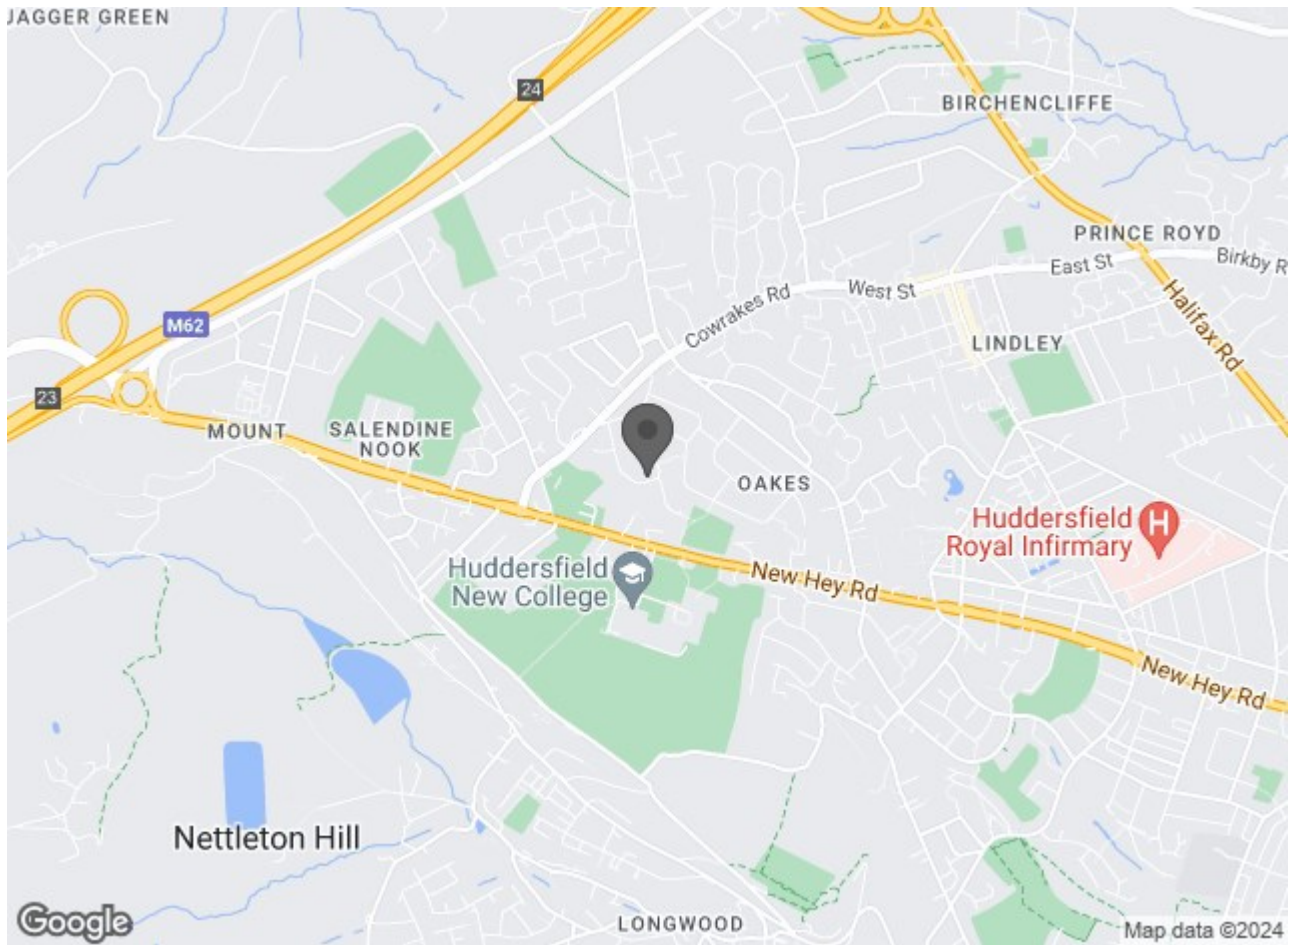 JAGGER GREEN
24
BIRCHENCLIFFE
PRINCE ROYD
East St
Birkby R
West St
Cowrakes Rd
Halifax Rd
M62
LINDLEY
23
MOUNT
SALENDINE
NOOK
OAKES
Huddersfield
Royal Infirmary
H
Huddersfield
New College
New Hey Rd
New Hey Rd
Nettleton Hill
LONGWOOD
Google
Map data ©2024